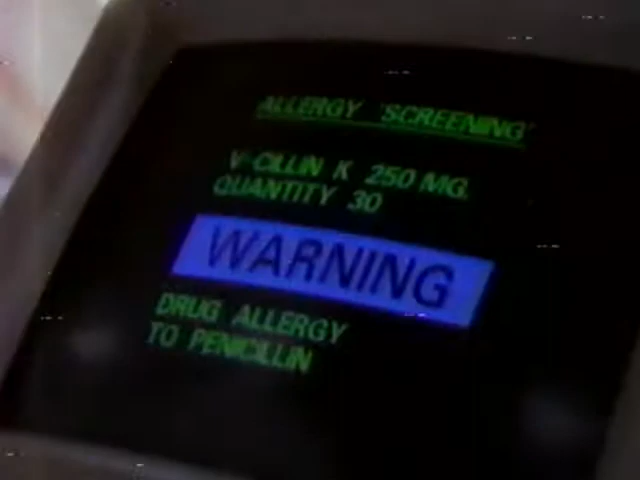 ALLERGY 'SCREENING'
V-CILLIN K 250 MG.
QUANTITY 30
WARNING
DRUG ALLERGY
TO PENICILLIN